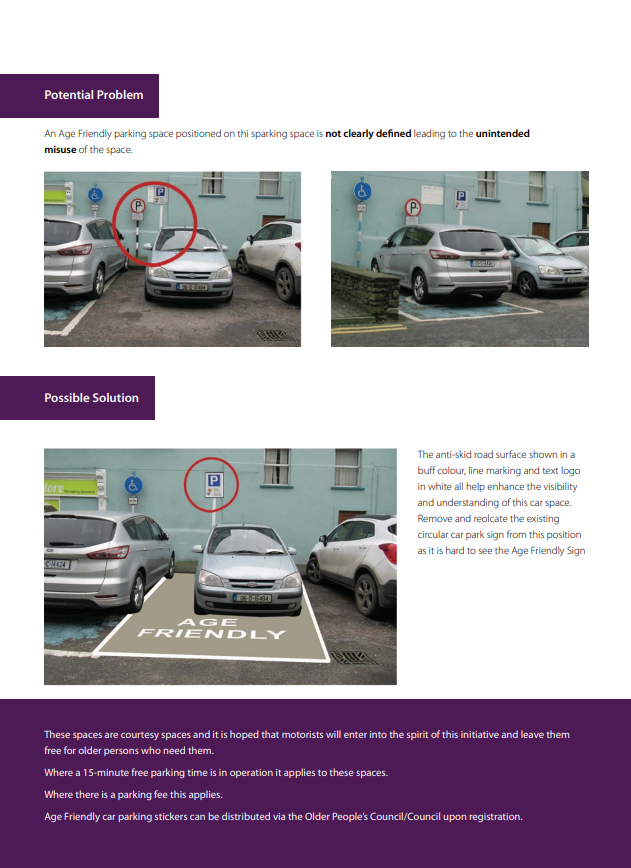 Potential Problem
An Age Friendly parking space positioned on thi sparking space is not clearly defined leading to the unintended
misuse of the space.
P
P
P
P
Possible Solution
tore
P
AGE
FRIENDLY
The anti-skid road surface shown in a
buff colour, line marking and text logo
in white all help enhance the visibility
and understanding of this car space.
Remove and reolcate the existing
circular car park sign from this position
as it is hard to see the Age Friendly Sign
These spaces are courtesy spaces and it is hoped that motorists will enter into the spirit of this initiative and leave them
free for older persons who need them.
Where a 15-minute free parking time is in operation it applies to these spaces.
Where there is a parking fee this applies.
Age Friendly car parking stickers can be distributed via the Older People's Council/Council upon registration.